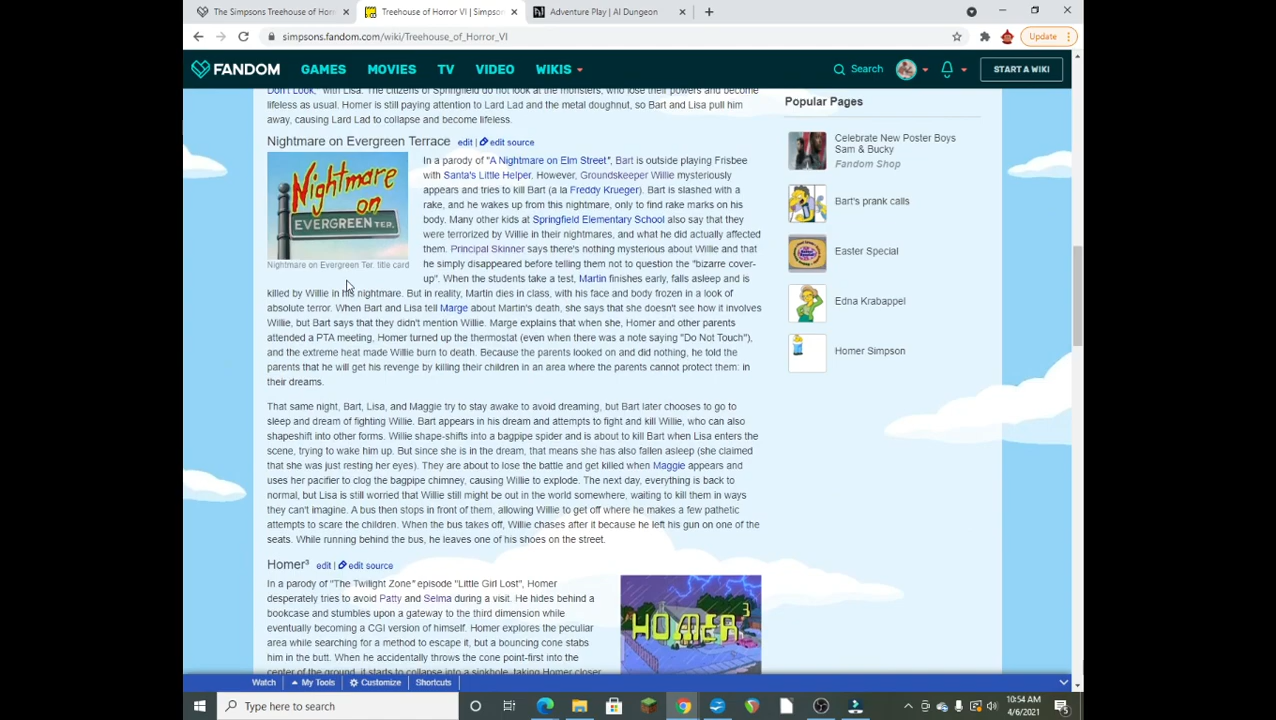 The Simpsons Treehouse of Horr
Treehouse of Horror VI | Simpson
Adventure Play | AI Dungeon
simpsons.fandom.com/wiki/Treehouse_of_Horror_VI
Update
FANDOM GAMES MOVIES TV VIDEO WIKIS Search START A WIKI
Don't Look," with Lisa. The citizens of Springfield do not look at the monsters, who lose their powers and become
lifeless as usual. Homer is still paying attention to Lard Lad and the metal doughnut, so Bart and Lisa pull him
away, causing Lard Lad to collapse and become lifeless.
Nightmare on Evergreen Terrace edit | edit source
Nightmare
on
EVERGREEN TER.
Nightmare on Evergreen Ter. title card
In a parody of "A Nightmare on Elm Street", Bart is outside playing Frisbee
with Santa's Little Helper. However, Groundskeeper Willie mysteriously
appears and tries to kill Bart (a la Freddy Krueger). Bart is slashed with a
rake, and he wakes up from this nightmare, only to find rake marks on his
body. Many other kids at Springfield Elementary School also say that they
were terrorized by Willie in their nightmares, and what he did actually affected
them. Principal Skinner says there's nothing mysterious about Willie and that
he simply disappeared before telling them not to question the "bizarre cover-
up". When the students take a test, Martin finishes early, falls asleep and is
killed by Willie in his nightmare. But in reality, Martin dies in class, with his face and body frozen in a look of
absolute terror. When Bart and Lisa tell Marge about Martin's death, she says that she doesn't see how it involves
Willie, but Bart says that they didn't mention Willie. Marge explains that when she, Homer and other parents
attended a PTA meeting, Homer turned up the thermostat (even when there was a note saying "Do Not Touch"),
and the extreme heat made Willie burn to death. Because the parents looked on and did nothing, he told the
parents that he will get his revenge by killing their children in an area where the parents cannot protect them: in
their dreams.
That same night, Bart, Lisa, and Maggie try to stay awake to avoid dreaming, but Bart later chooses to go to
sleep and dream of fighting Willie. Bart appears in his dream and attempts to fight and kill Willie, who can also
shapeshift into other forms. Willie shape-shifts into a bagpipe spider and is about to kill Bart when Lisa enters the
scene, trying to wake him up. But since she is in the dream, that means she has also fallen asleep (she claimed
that she was just resting her eyes). They are about to lose the battle and get killed when Maggie appears and
uses her pacifier to clog the bagpipe chimney, causing Willie to explode. The next day, everything is back to
normal, but Lisa is still worried that Willie still might be out in the world somewhere, waiting to kill them in ways
they can't imagine. A bus then stops in front of them, allowing Willie to get off where he makes a few pathetic
attempts to scare the children. When the bus takes off, Willie chases after it because he left his gun on one of the
seats. While running behind the bus, he leaves one of his shoes on the street.
Homer³ edit | edit source
In a parody of "The Twilight Zone" episode "Little Girl Lost", Homer
desperately tries to avoid Patty and Selma during a visit. He hides behind a
bookcase and stumbles upon a gateway to the third dimension while
eventually becoming a CGI version of himself. Homer explores the peculiar
area while searching for a method to escape it, but a bouncing cone stabs
him in the butt. When he accidentally throws the cone point-first into the
center of the ground, it starts to collapse into a sinkhole, taking Homer closer
HOMER 3
Popular Pages
Celebrate New Poster Boys
Sam & Bucky
Fandom Shop
Bart's prank calls
Easter Special
Edna Krabappel
Homer Simpson
Watch My Tools Customize Shortcuts
Type here to search
10:54 AM
4/6/2021
5